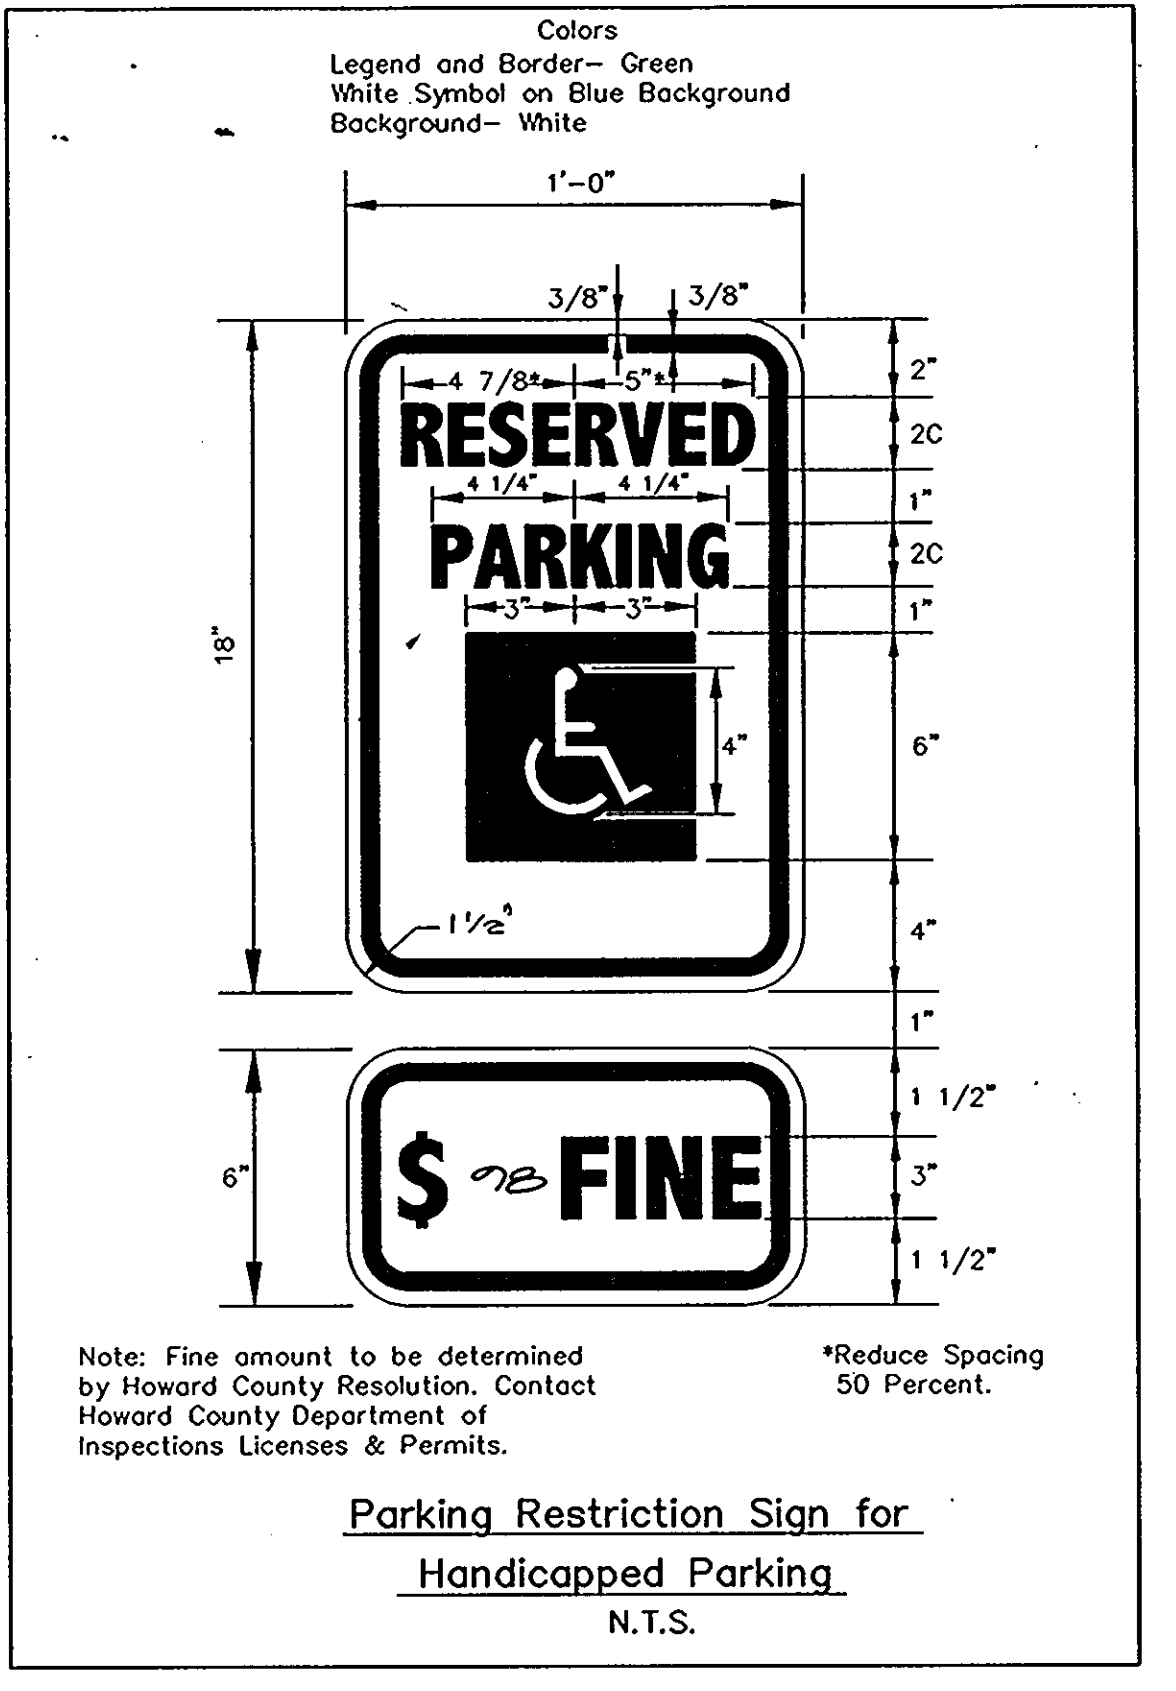 Colors
Legend and Border- Green
White Symbol on Blue Background
Background- White
1'-0"
3/8" 3/8"
4 7/8* 5"* 2"
RESERVED 2C
4 1/4" 4 1/4" 1"
PARKING 2C
3" 3" 1"
18"
4" 6"
1 1/2" 4"
1"
1 1/2"
6" $ 98 FINE 3"
1 1/2"
Note: Fine amount to be determined
by Howard County Resolution. Contact
Howard County Department of
Inspections Licenses & Permits.
*Reduce Spacing
50 Percent.
Parking Restriction Sign for
Handicapped Parking
N.T.S.